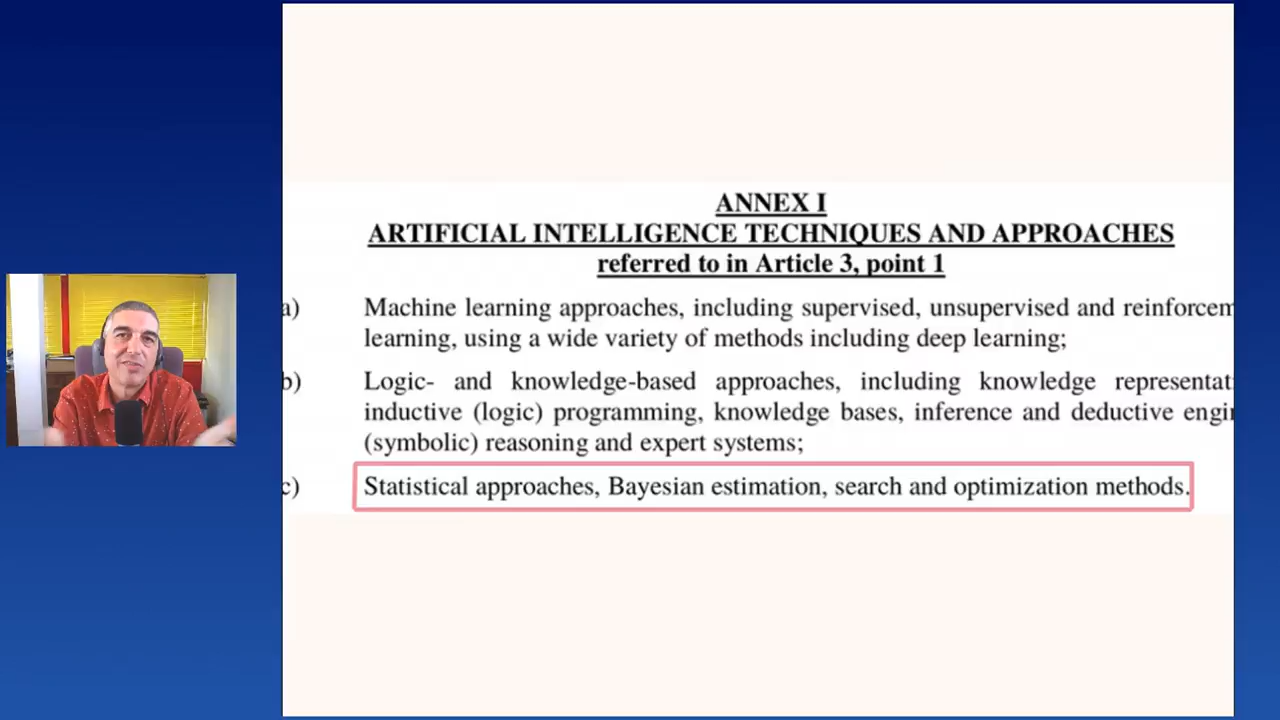 ANNEX I
ARTIFICIAL INTELLIGENCE TECHNIQUES AND APPROACHES
referred to in Article 3, point 1
a) Machine learning approaches, including supervised, unsupervised and reinforcem
learning, using a wide variety of methods including deep learning;
b) Logic- and knowledge-based approaches, including knowledge representat
inductive (logic) programming, knowledge bases, inference and deductive engi
(symbolic) reasoning and expert systems;
c) Statistical approaches, Bayesian estimation, search and optimization methods.